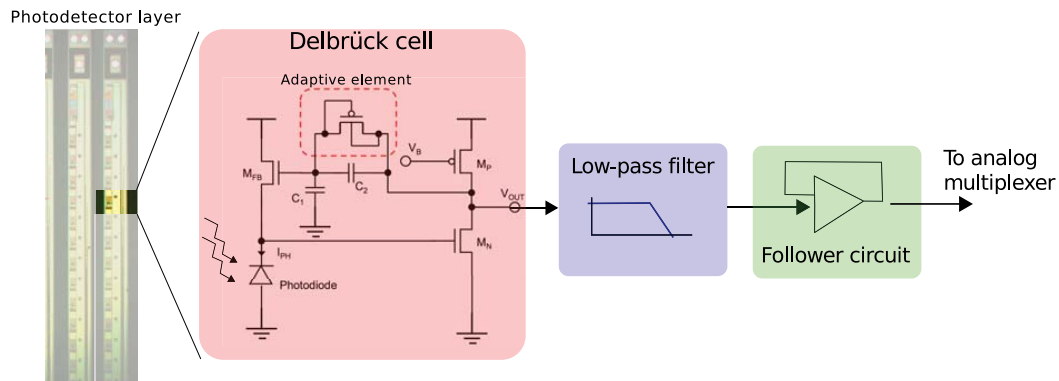 Photodetector layer
Delbrück cell
Adaptive element
V_B
M_P
M_FB
C_2
C_1
V_OUT
M_N
I_PH
Photodiode
Low-pass filter
Follower circuit
To analog
multiplexer